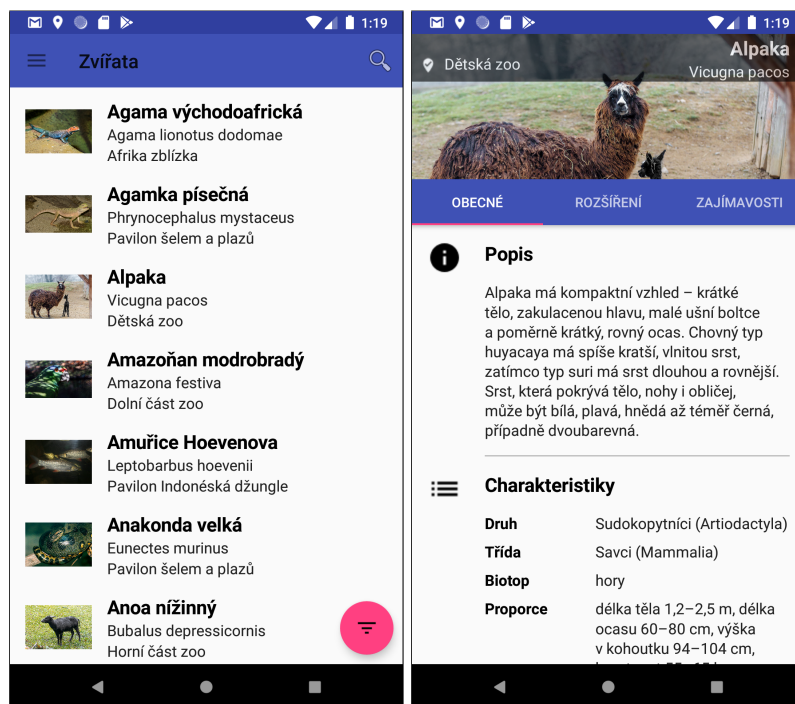 1:19
Zvířata
Agama východoafrická
Agama lionotus dodomae
Afrika zblízka
Agamka písečná
Phrynocephalus mystaceus
Pavilon šelem a plazů
Alpaka
Vicugna pacos
Dětská zoo
Amazoňan modrobradý
Amazona festiva
Dolní část zoo
Amuřice Hoevenova
Leptobarbus hoevenii
Pavilon Indonéská džungle
Anakonda velká
Eunectes murinus
Pavilon šelem a plazů
Anoa nížinný
Bubalus depressicornis
Horní část zoo
1:19
Alpaka
Dětská zoo
Vicugna pacos
OBECNÉ ROZŠÍŘENÍ ZAJÍMAVOSTI
Popis
Alpaka má kompaktní vzhled – krátké
tělo, zakulacenou hlavu, malé ušní boltce
a poměrně krátký, rovný ocas. Chovný typ
huyacaya má spíše kratší, vlnitou srst,
zatímco typ suri má srst dlouhou a rovnější.
Srst, která pokrývá tělo, nohy i obličej,
může být bílá, plavá, hnědá až téměř černá,
případně dvoubarevná.
Charakteristiky
Druh Sudokopytníci (Artiodactyla)
Třída Savci (Mammalia)
Biotop hory
Proporce délka těla 1,2–2,5 m, délka
ocasu 60–80 cm, výška
v kohoutku 94–104 cm,